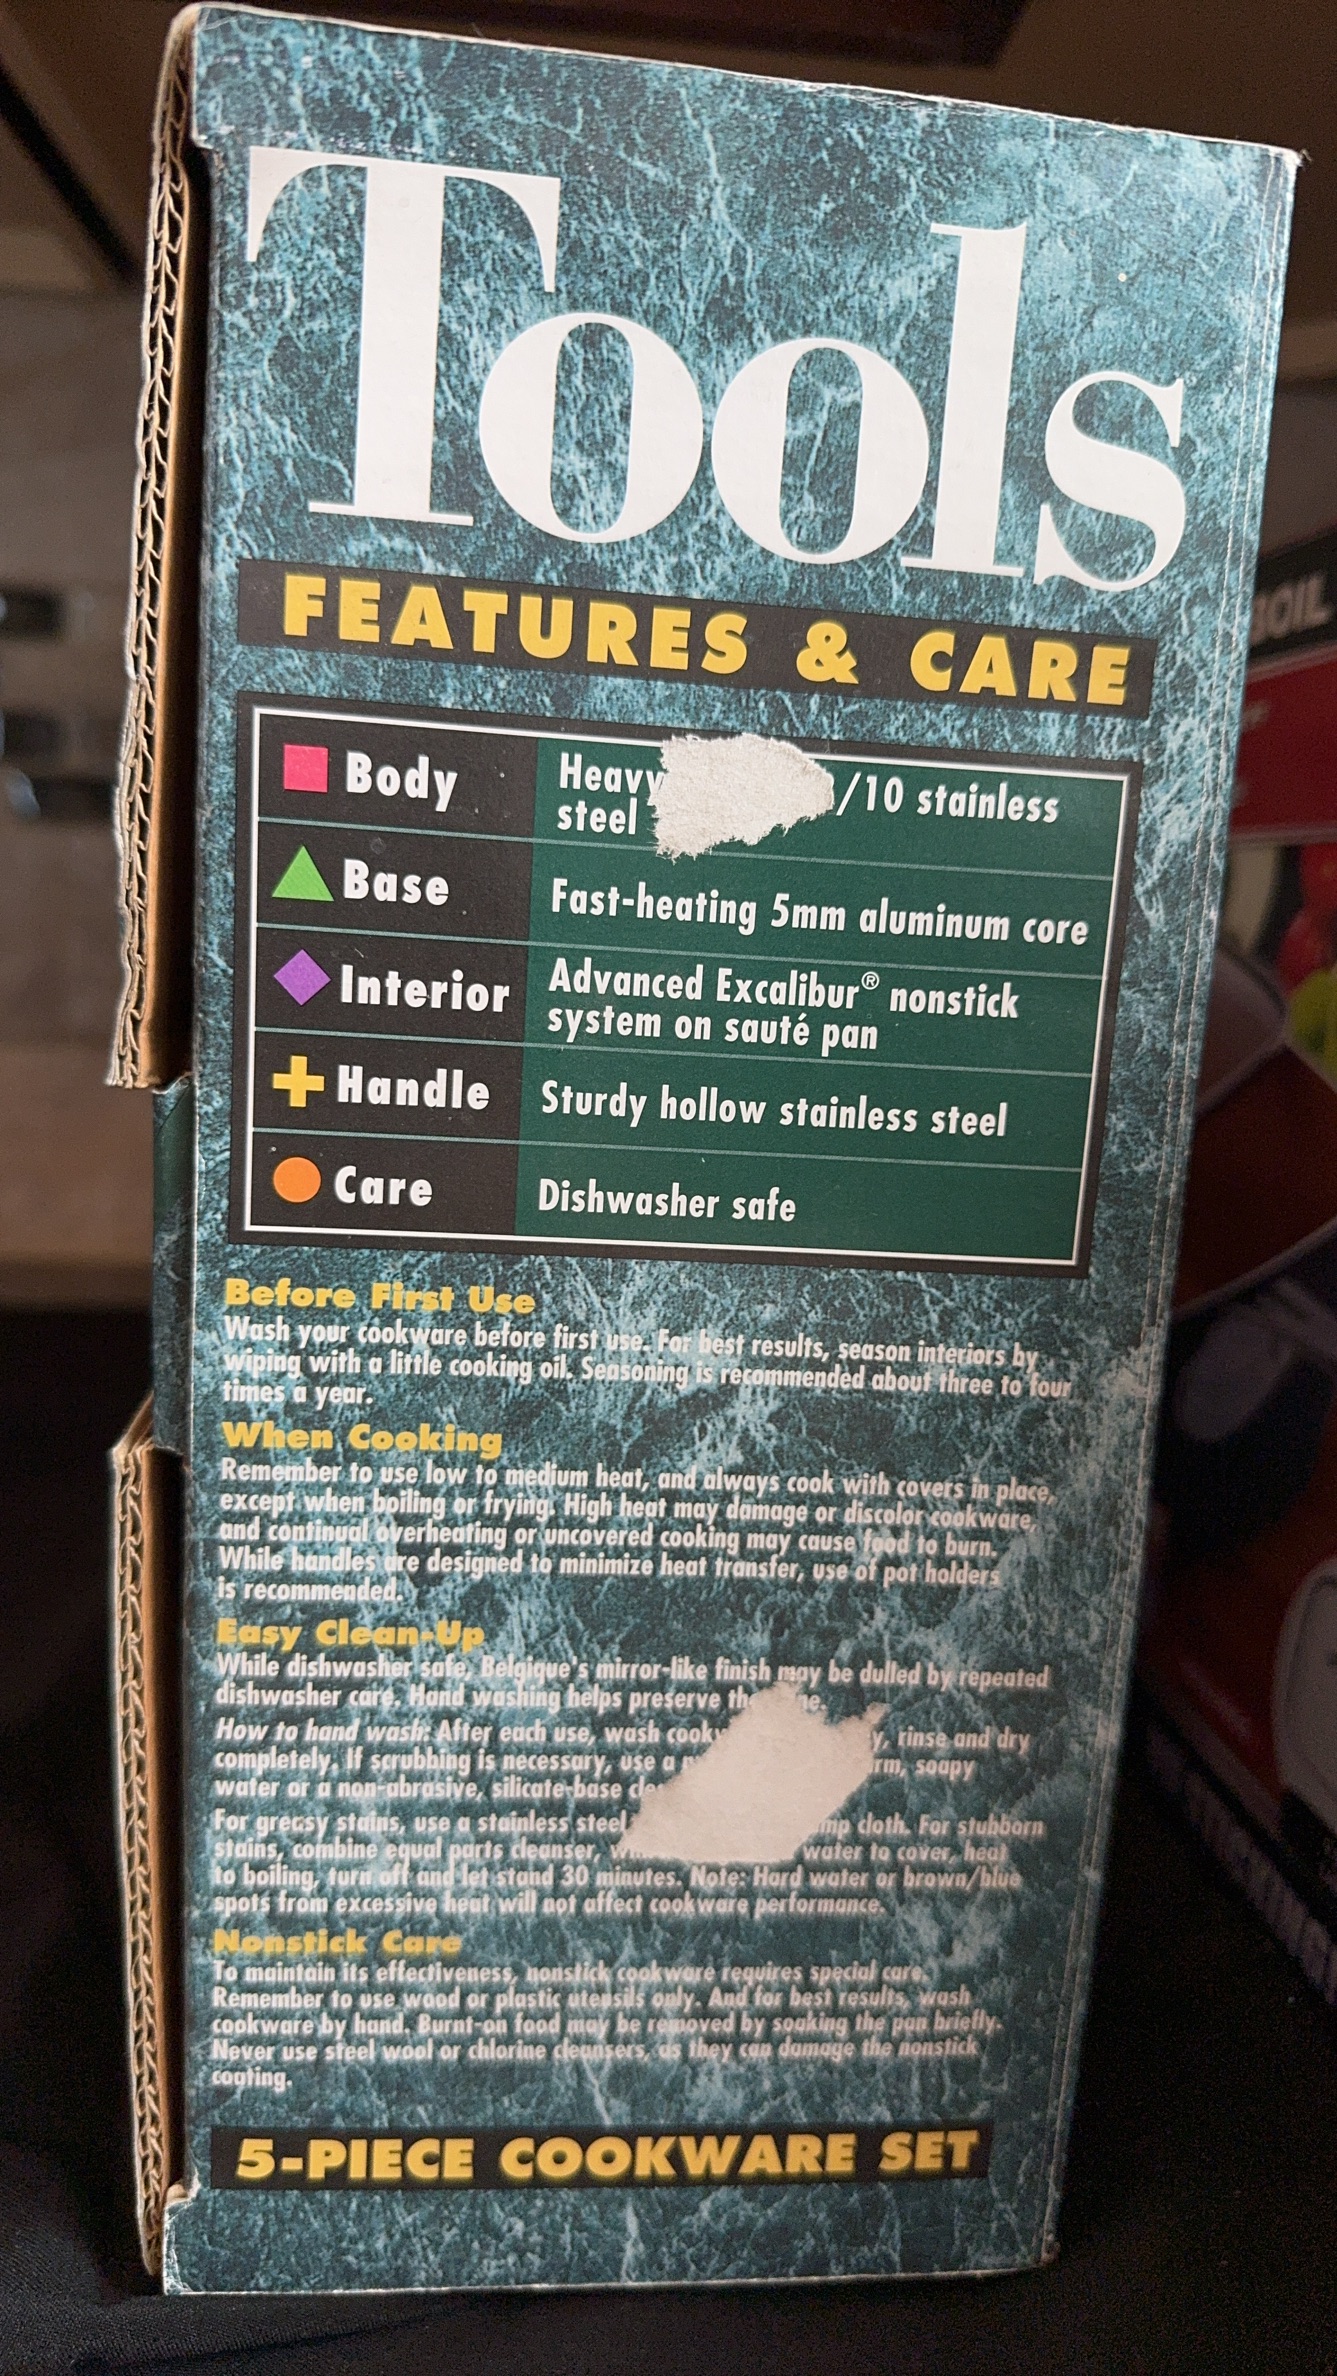 Tools
FEATURES & CARE
Body
Heavy /10 stainless
steel
Base
Fast-heating 5mm aluminum core
Interior
Advanced Excalibur® nonstick
system on sauté pan
Handle
Sturdy hollow stainless steel
Care
Dishwasher safe
Before First Use
Wash your cookware before first use. For best results, season interiors by
wiping with a little cooking oil. Seasoning is recommended about three to four
times a year.
When Cooking
Remember to use low to medium heat, and always cook with covers in place,
except when boiling or frying. High heat may damage or discolor cookware,
and continual overheating or uncovered cooking may cause food to burn.
While handles are designed to minimize heat transfer, use of pot holders
is recommended.
Easy Clean-Up
While dishwasher safe, Belgique's mirror-like finish may be dulled by repeated
dishwasher care. Hand washing helps preserve
How to hand wash: After each use, wash rinse and dry
completely. If scrubbing is necessary, use a soapy
water or a non-abrasive, silicate-base
For greasy stains, use a stainless steel cloth. For stubborn
stains, combine equal parts cleanser, water to cover, heat
to boiling, turn off and let stand 30 minutes. Note: Hard water or brown/blue
spots from excessive heat will not affect cookware performance.
Nonstick Care
To maintain its effectiveness, nonstick cookware requires special care.
Remember to use wood or plastic utensils only. And for best results, wash
cookware by hand. Burnt-on food may be removed by soaking the pan briefly.
Never use steel wool or chlorine cleansers, as they can damage the nonstick
coating.
5-PIECE COOKWARE SET